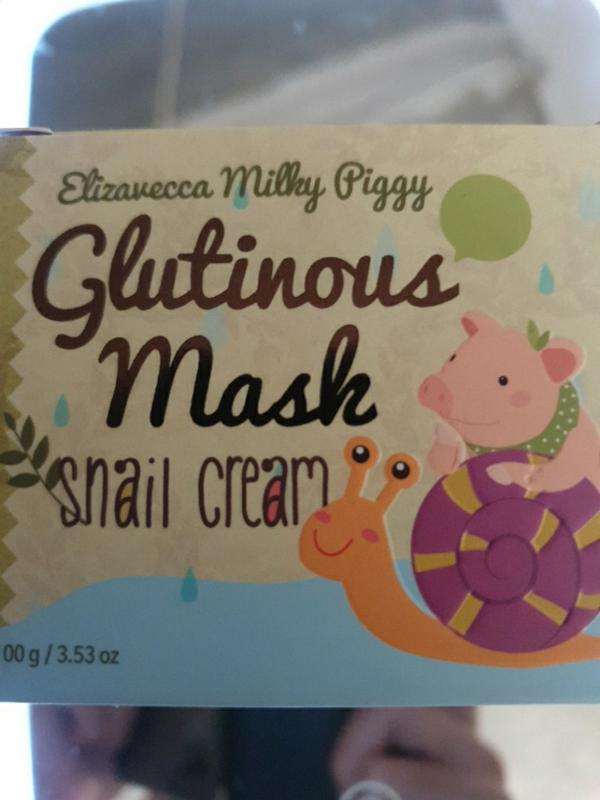 Elizavecca Milky Piggy
Glutinous
Mask
snail cream
00 g / 3.53 oz